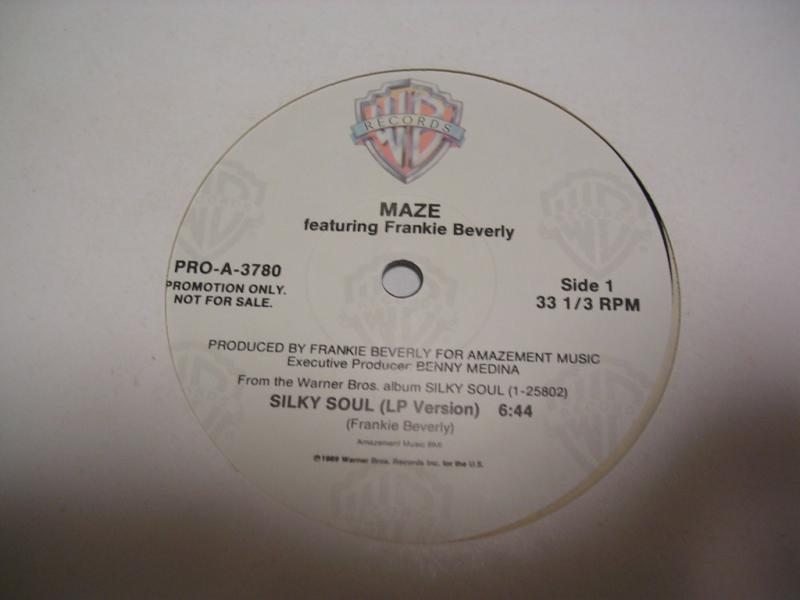 WB
RECORDS
MAZE
featuring Frankie Beverly
PRO-A-3780
PROMOTION ONLY.
NOT FOR SALE.
Side 1
33 1/3 RPM
PRODUCED BY FRANKIE BEVERLY FOR AMAZEMENT MUSIC
Executive Producer: BENNY MEDINA
From the Warner Bros. album SILKY SOUL (1-25802)
SILKY SOUL (LP Version) 6:44
(Frankie Beverly)
Amazement Music BMI
℗1989 Warner Bros. Records Inc. for the U.S.